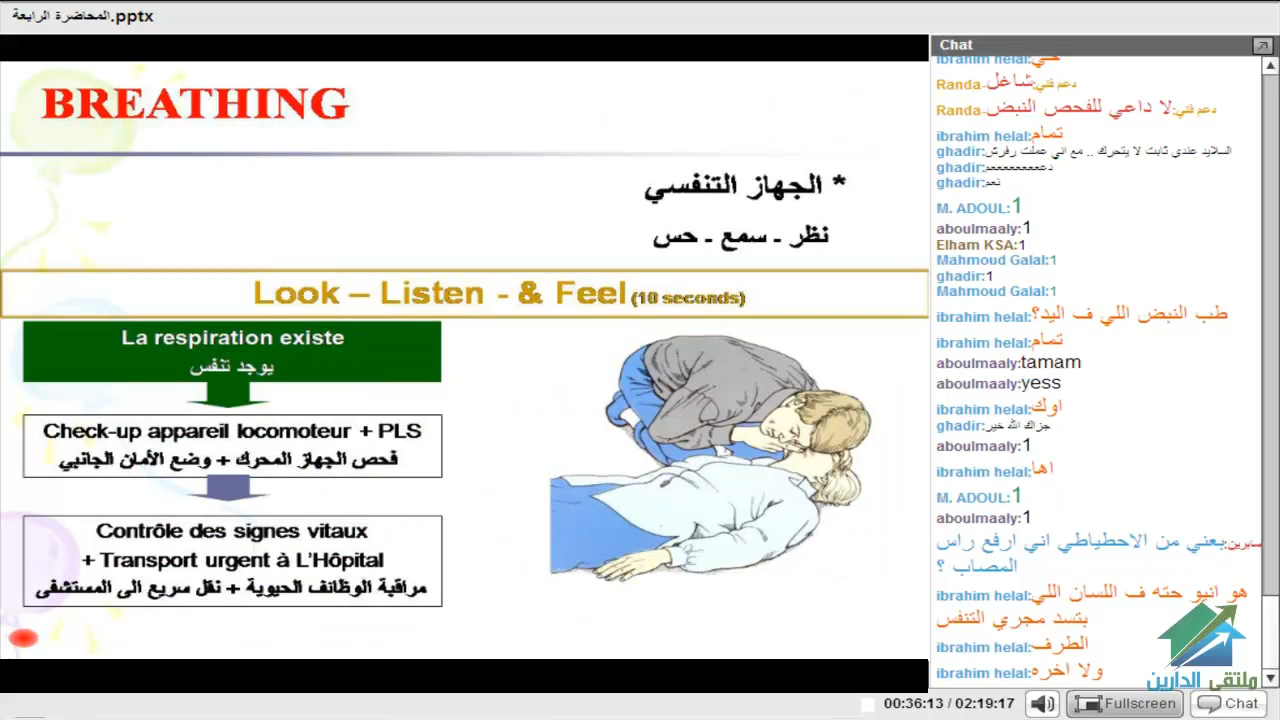 المحاضرة الرابعة.pptx
BREATHING
* الجهاز التنفسي
نظر ـ سمع ـ حس
Look – Listen - & Feel (10 seconds)
La respiration existe
يوجد تنفس
Check-up appareil locomoteur + PLS
فحص الجهاز المحرك + وضع الأمان الجانبي
Contrôle des signes vitaux
+ Transport urgent à L'Hôpital
مراقبة الوظائف الحيوية + نقل سريع الى المستشفى
Chat
ibrahim helal:
Randa-دعم فني:شاغل
Randa-دعم فني:لا داعي للفحص النبض
ibrahim helal:تمام
ghadir:السلايد عندي ثابت لا يتحرك .. مع اني عملت رفرش
ghadir:دععععععععععم
ghadir:نعم
M. ADOUL:1
aboulmaaly:1
Elham KSA:1
Mahmoud Galal:1
ghadir:1
Mahmoud Galal:1
ibrahim helal:طب النبض اللي ف اليد؟
ibrahim helal:تمام
aboulmaaly:tamam
aboulmaaly:yess
ibrahim helal:اوك
ghadir:جزاك الله خير
aboulmaaly:1
ibrahim helal:اها
M. ADOUL:1
aboulmaaly:1
سابرين:يعني من الاحطياطي اني ارفع راس
المصاب ؟
ibrahim helal:هو انيو حته ف اللسان اللي
بتسد مجري التنفس
ibrahim helal:الطرف
ibrahim helal:ولا اخره
ملتقى الدارين
00:36:13 / 02:19:17
Fullscreen
Chat